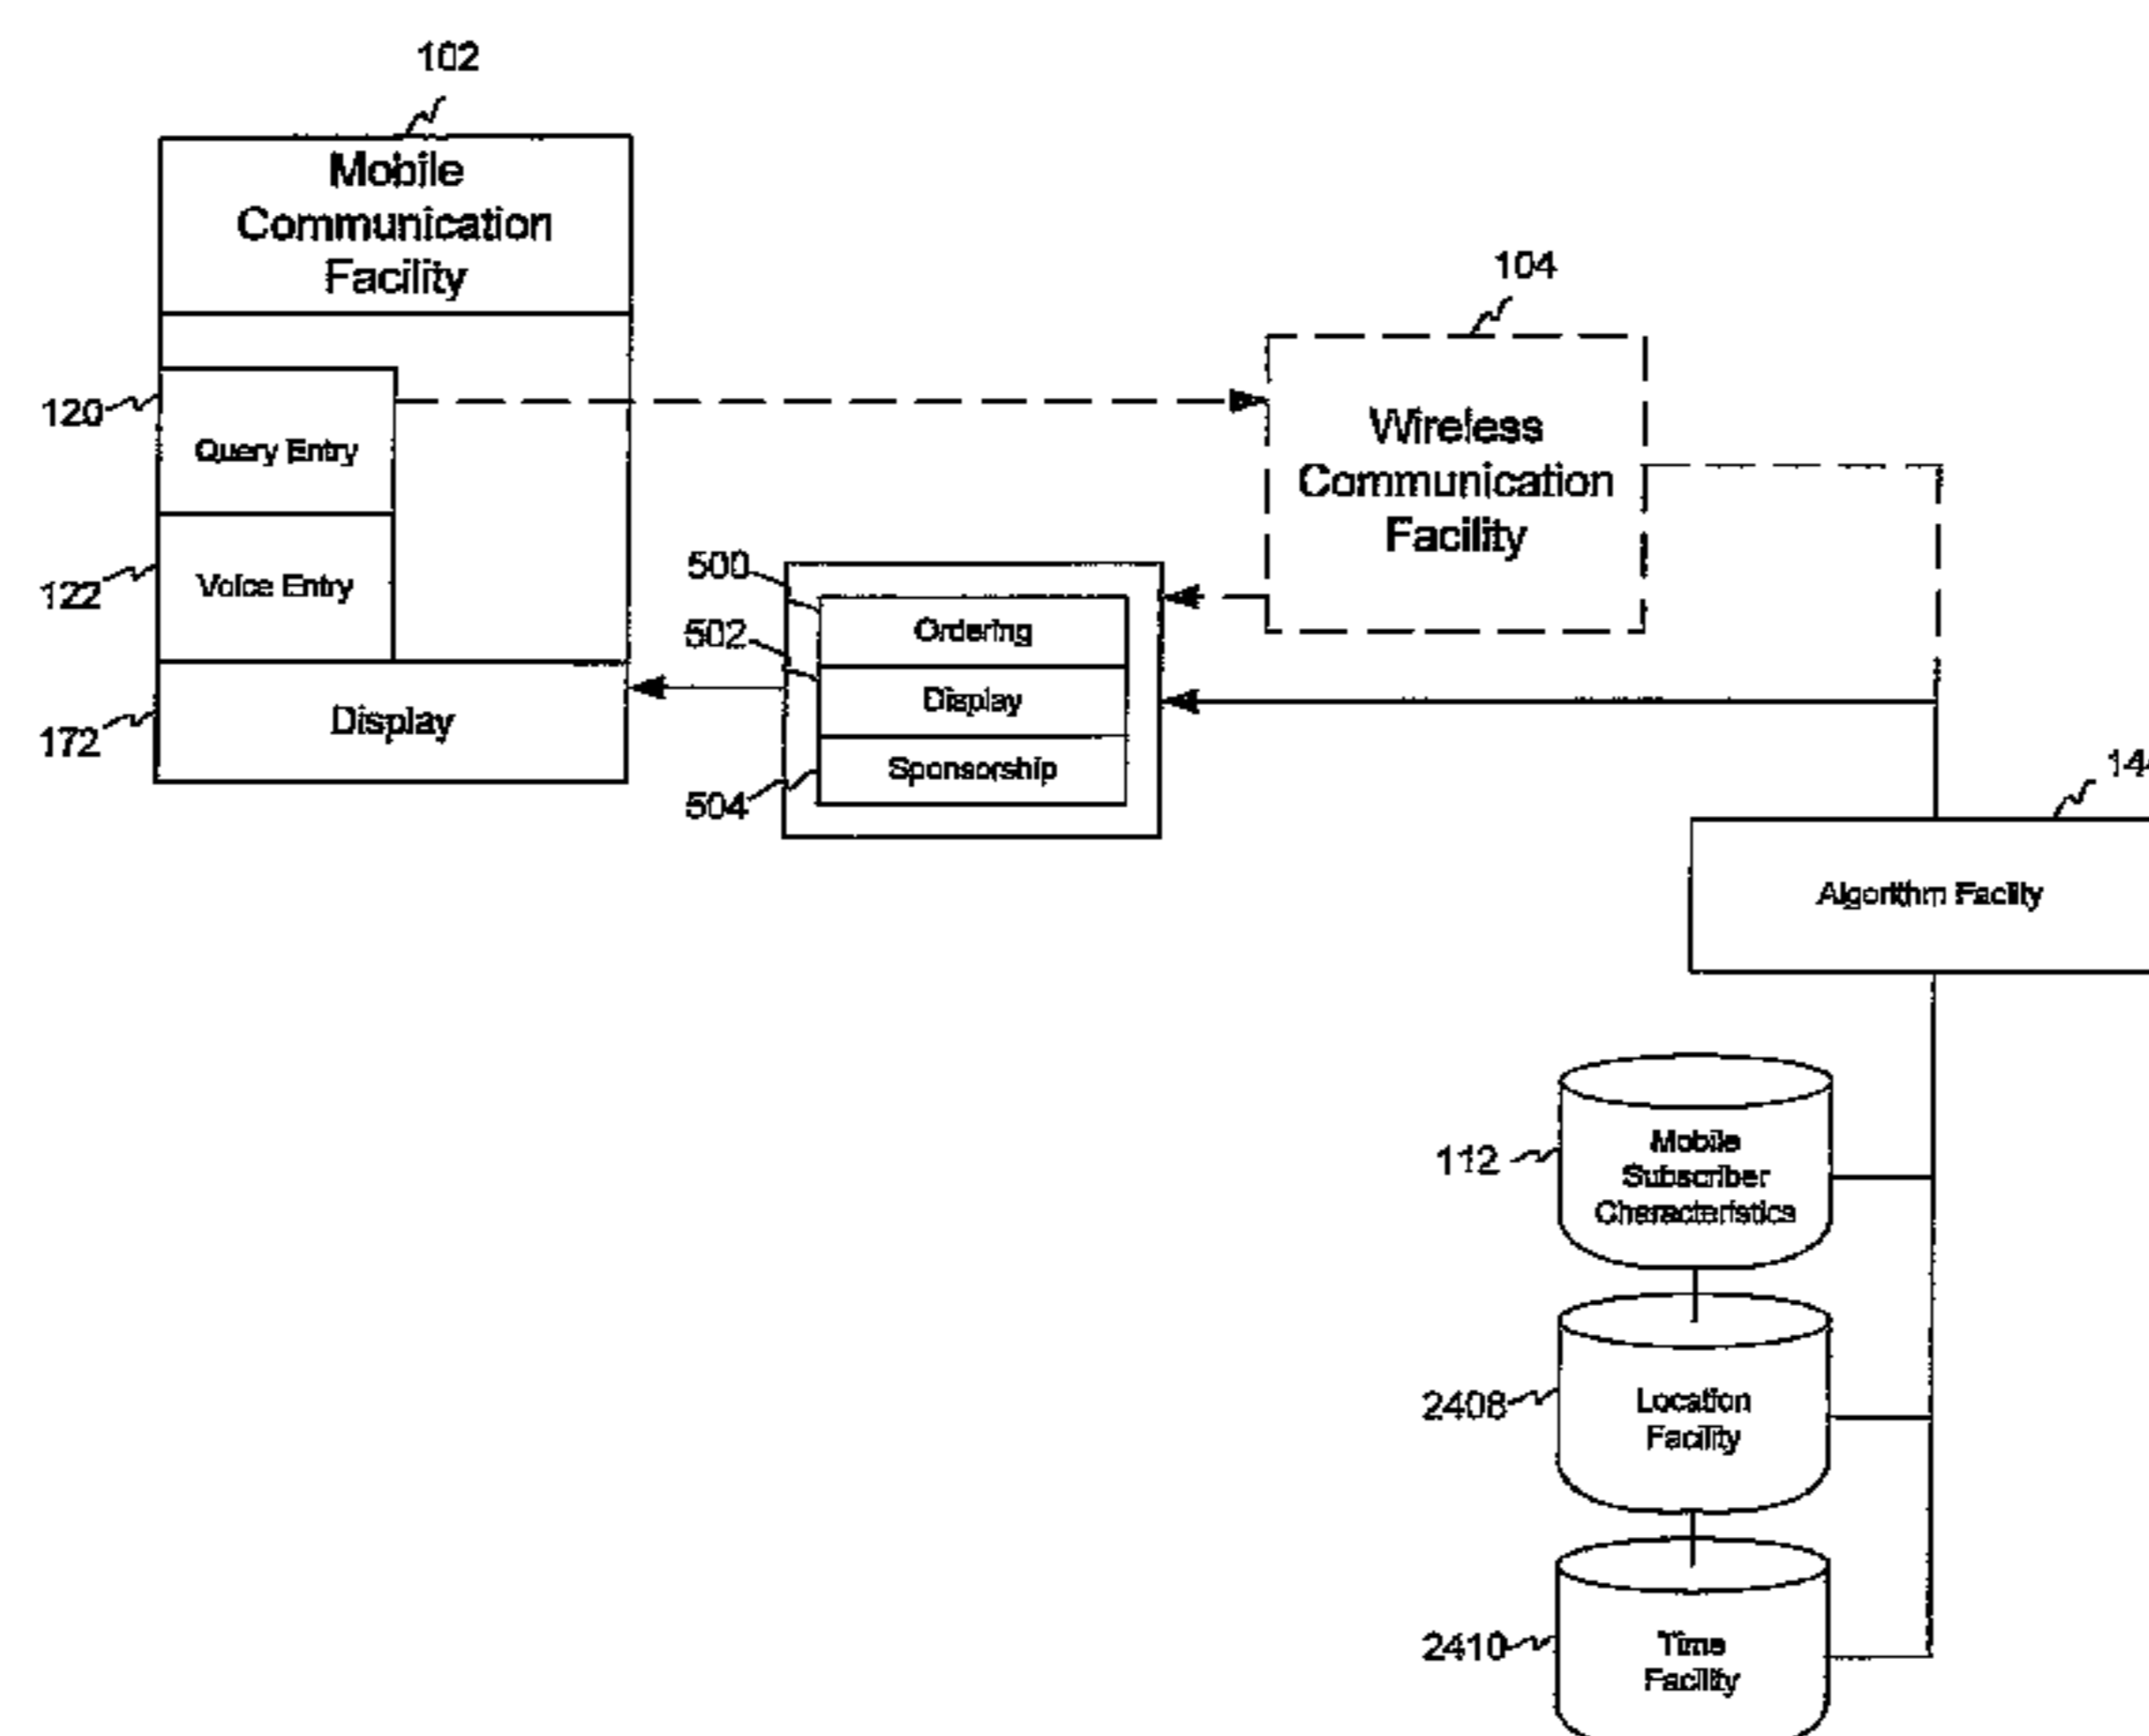 102
Mobile
Communication
Facility
104
120
Query Entry
Wireless
Communication
Facility
122
Voice Entry
500
Ordering
502
Display
172
Display
504
Sponsorship
Algorithm Faclity
112
Mobile
Subscriber
Characteristics
2408
Location
Facility
2410
Time
Facility